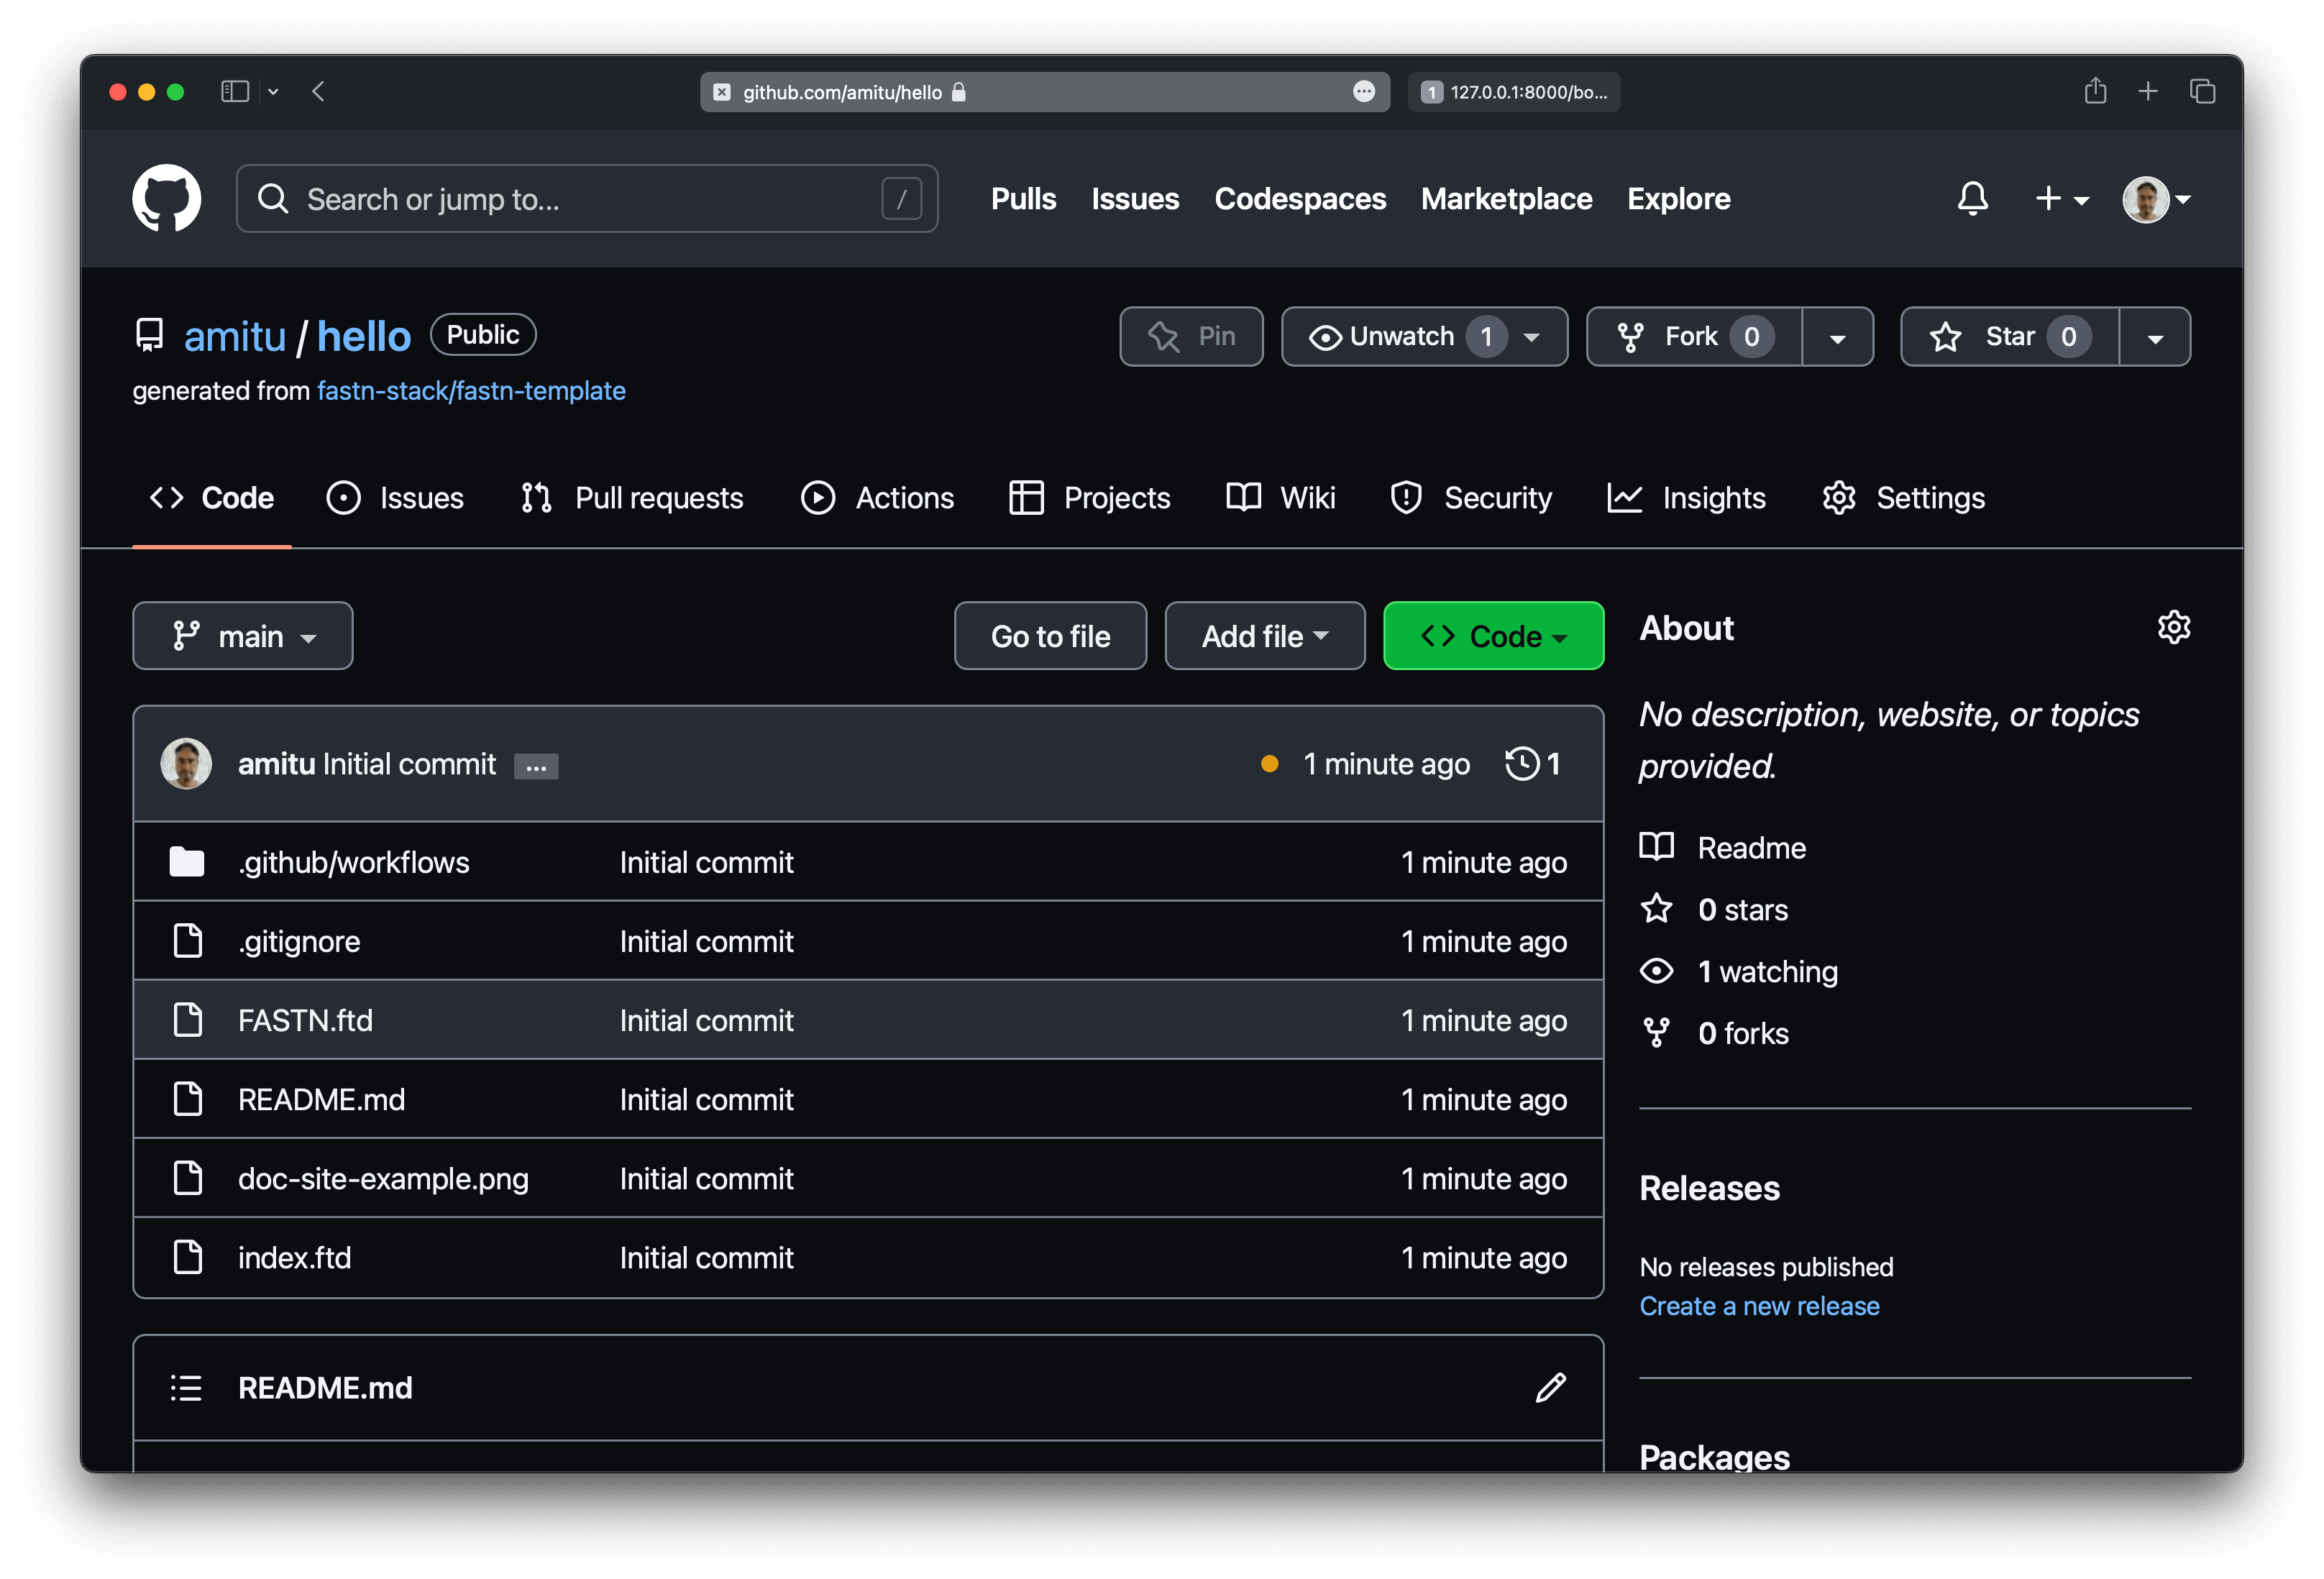 github.com/amitu/hello
1 127.0.0.1:8000/bo...
Search or jump to... /
Pulls Issues Codespaces Marketplace Explore
amitu / hello Public
Pin Unwatch 1 Fork 0 Star 0
generated from fastn-stack/fastn-template
Code Issues Pull requests Actions Projects Wiki Security Insights Settings
main Go to file Add file Code
amitu Initial commit ... 1 minute ago 1
.github/workflows Initial commit 1 minute ago
.gitignore Initial commit 1 minute ago
FASTN.ftd Initial commit 1 minute ago
README.md Initial commit 1 minute ago
doc-site-example.png Initial commit 1 minute ago
index.ftd Initial commit 1 minute ago
README.md
About
No description, website, or topics
provided.
Readme
0 stars
1 watching
0 forks
Releases
No releases published
Create a new release
Packages